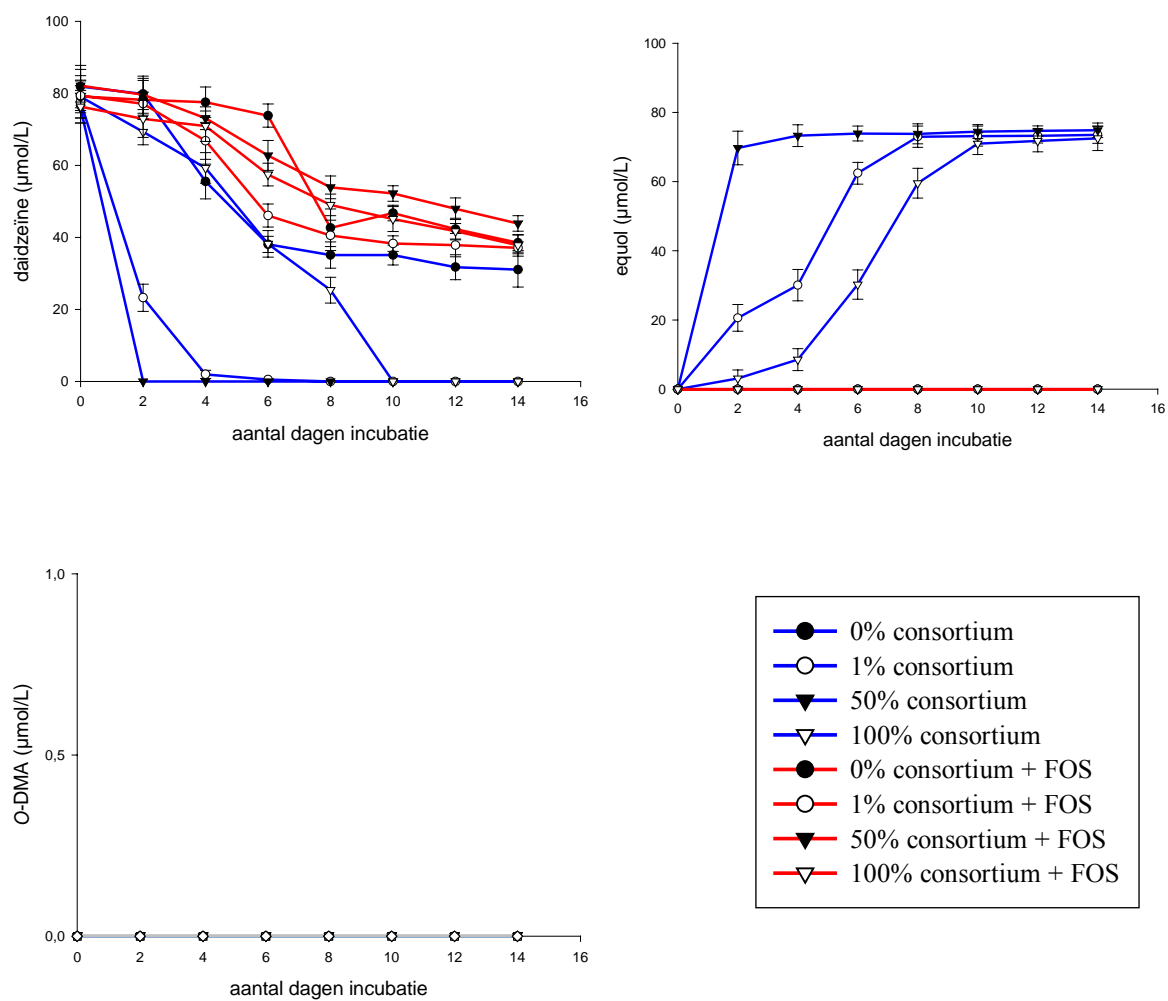 100
80
60
40
20
0
daidzeïne (µmol/L)
0 2 4 6 8 10 12 14 16
aantal dagen incubatie
100
80
60
40
20
0
equol (µmol/L)
0 2 4 6 8 10 12 14 16
aantal dagen incubatie
1,0
0,5
0,0
O-DMA (µmol/L)
0 2 4 6 8 10 12 14 16
aantal dagen incubatie
0% consortium
1% consortium
50% consortium
100% consortium
0% consortium + FOS
1% consortium + FOS
50% consortium + FOS
100% consortium + FOS